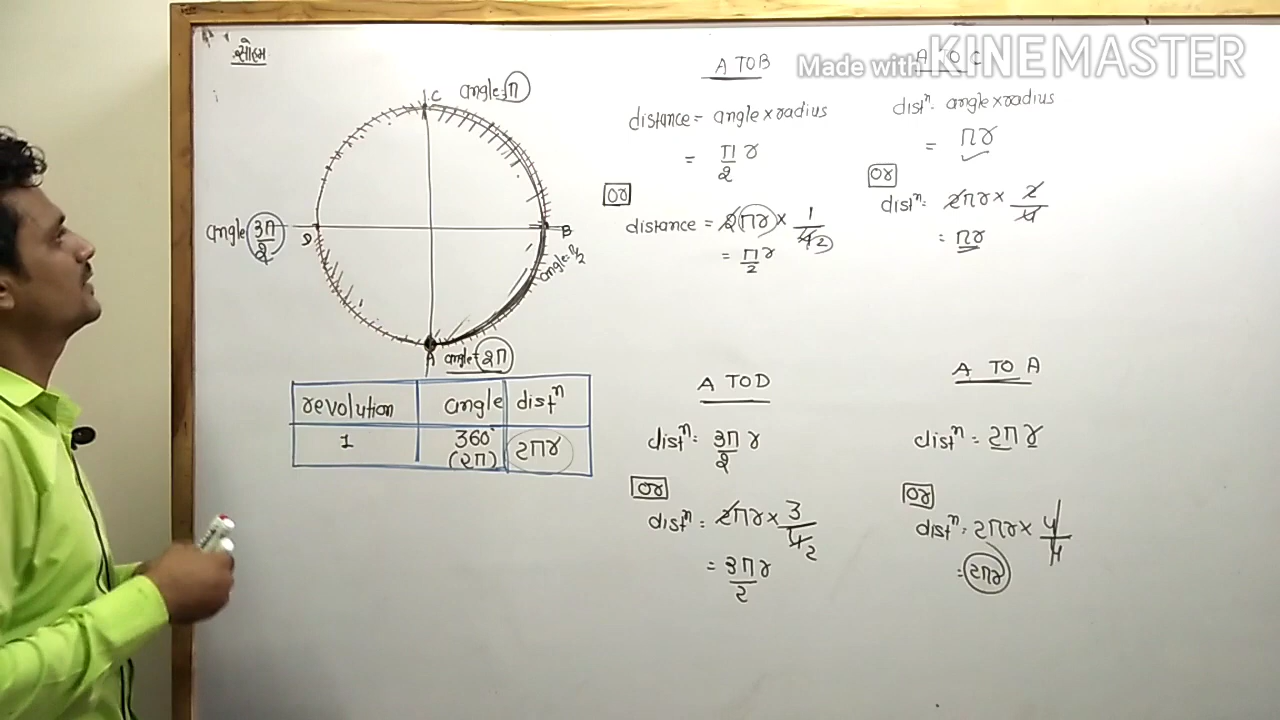 सोहम
C angle=π
angle 3π/2
D
B
angle=π/2
A
angle=2π
revolution angle distⁿ
1 360° 2πr
(2π)
A TO B
distance = angle×radius
= π/2 r
Or
distance = 2πr × 1/4 2
= π/2 r
Made with KINEMASTER
A TO C
distⁿ= angle×radius
= πr
Or
distⁿ= 2πr × 2/4
= πr
A TO D
distⁿ= 3π/2 r
Or
distⁿ= 2πr × 3/4 2
= 3πr/2
A TO A
distⁿ = 2πr
Or
distⁿ= 2πr × 4/4
= 2πr